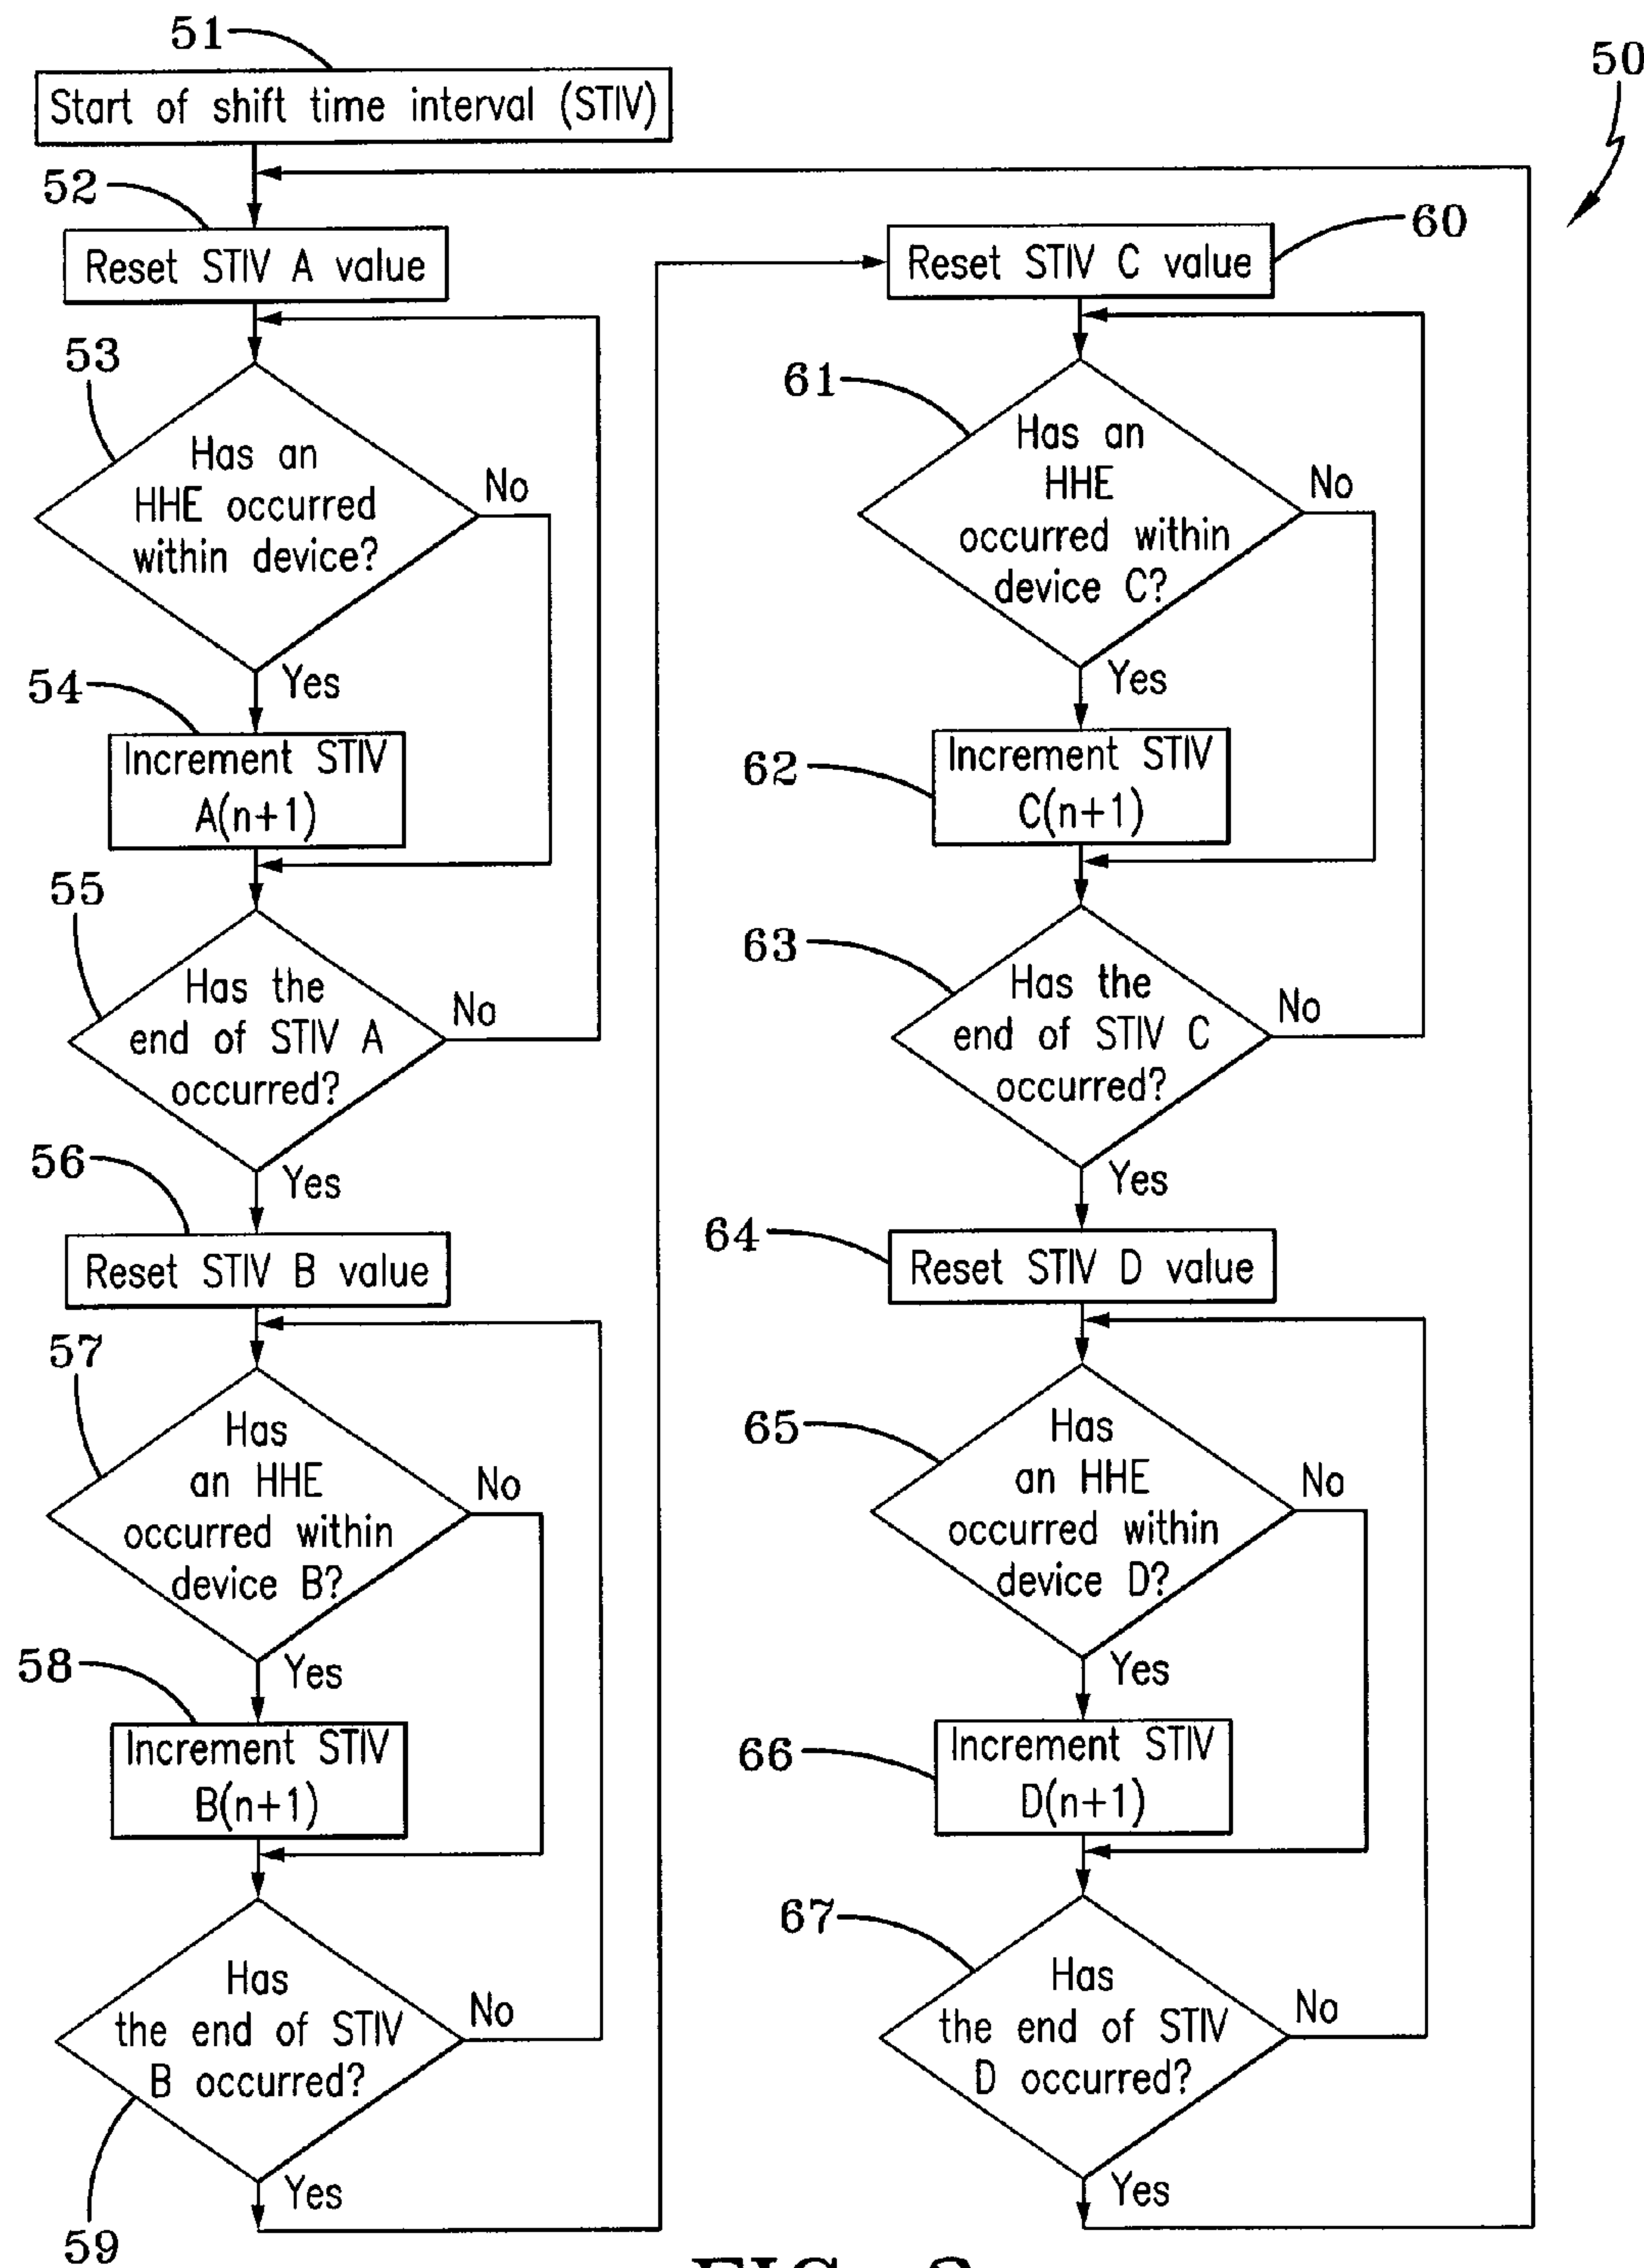 51
Start of shift time interval (STIV)
50
52
Reset STIV A value
53
Has an
HHE occurred
within device?
No
Yes
54
Increment STIV
A(n+1)
55
Has the
end of STIV A
occurred?
No
Yes
56
Reset STIV B value
57
Has
an HHE
occurred within
device B?
No
Yes
58
Increment STIV
B(n+1)
Has
the end of STIV
B occurred?
No
Yes
59
60
Reset STIV C value
61
Has an
HHE
occurred within
device C?
No
Yes
62
Increment STIV
C(n+1)
63
Has the
end of STIV C
occurred?
No
Yes
64
Reset STIV D value
65
Has
an HHE
occurred within
device D?
No
Yes
66
Increment STIV
D(n+1)
67
Has
the end of STIV
D occurred?
No
Yes